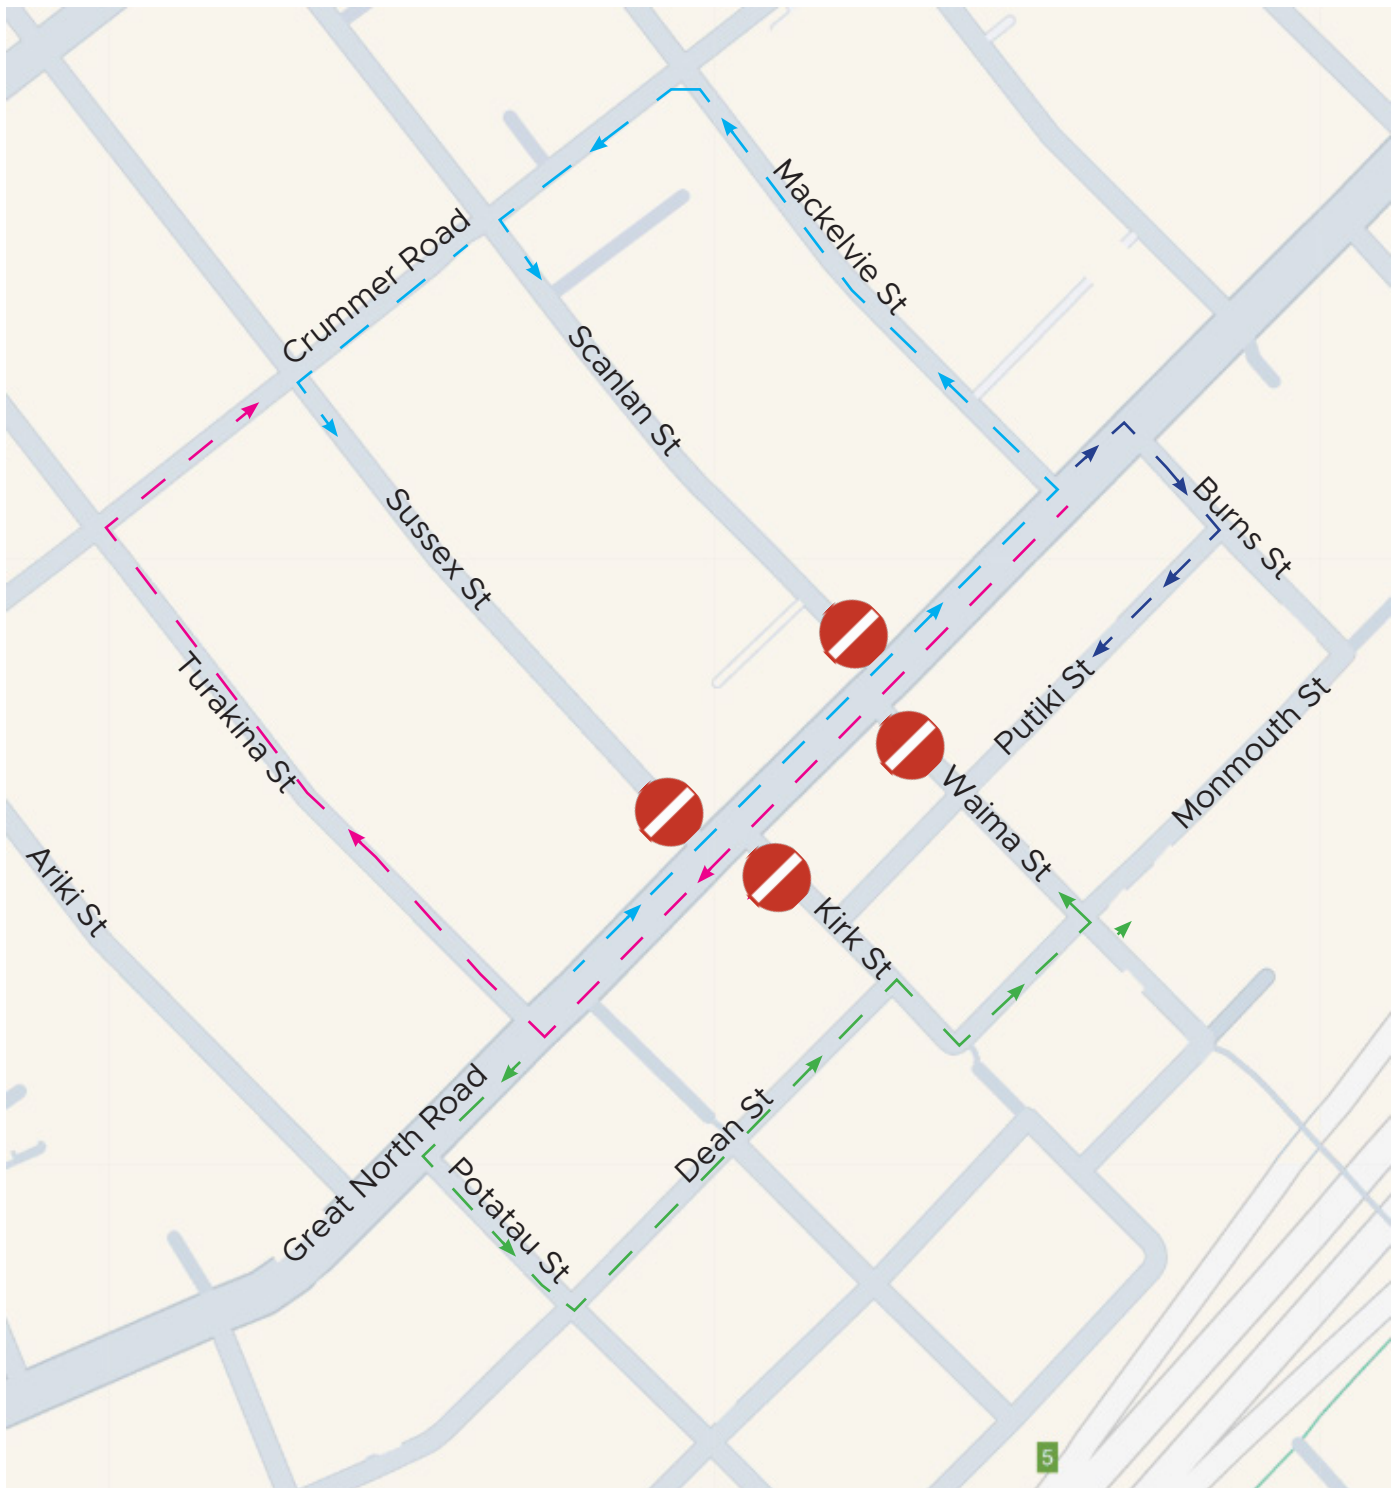 Mackelvie St
Crummer Road
Scanlan St
Burns St
Sussex St
Turakina St
Putiki St
Monmouth St
Waima St
Ariki St
Kirk St
Great North Road
Dean St
Potatau St
5